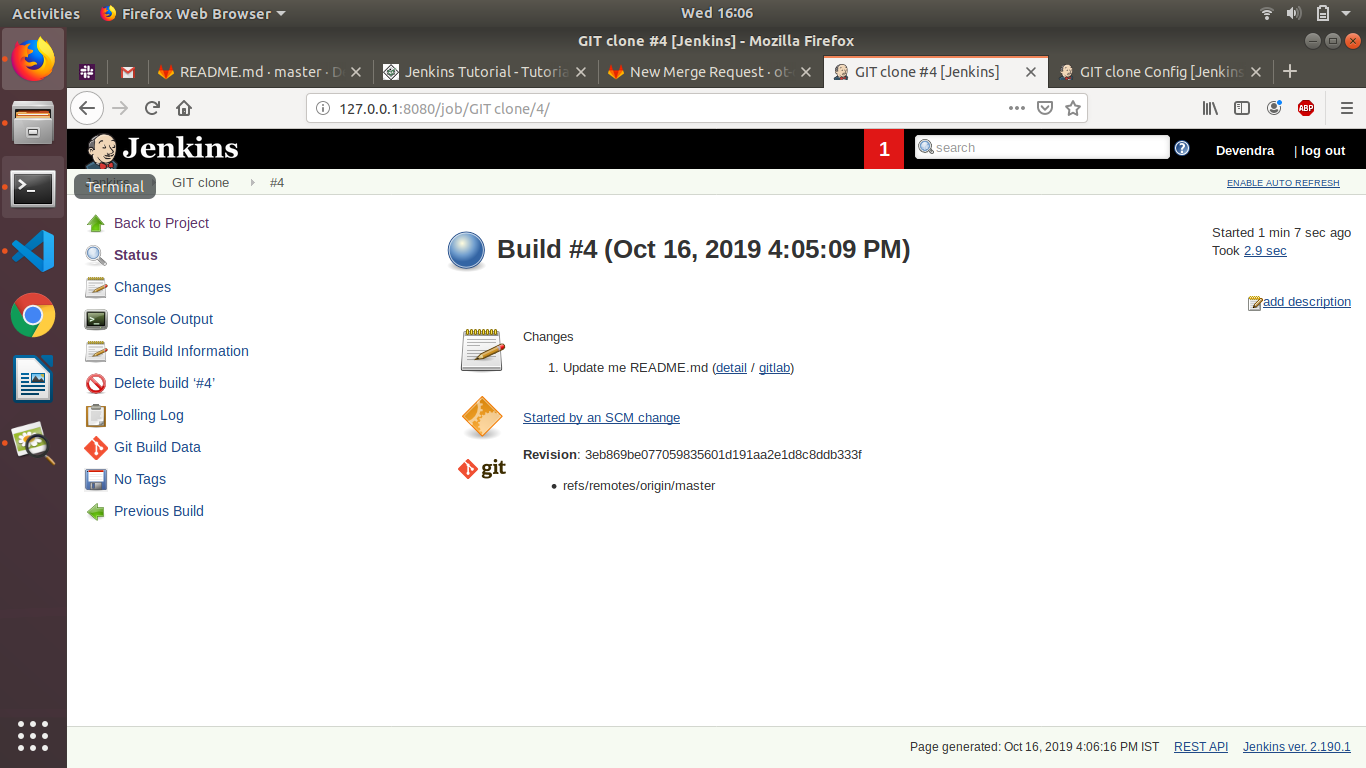 Activities Firefox Web Browser Wed 16:06
GIT clone #4 [Jenkins] - Mozilla Firefox
README.md · master · D Jenkins Tutorial - Tutoria New Merge Request · ot- GIT clone #4 [Jenkins] GIT clone Config [Jenkins
127.0.0.1:8080/job/GIT clone/4/ ABP
Jenkins 1 search Devendra | log out
Terminal GIT clone #4 ENABLE AUTO REFRESH
Back to Project
Status
Changes
Console Output
Edit Build Information
Delete build ‘#4’
Polling Log
Git Build Data
No Tags
Previous Build
Build #4 (Oct 16, 2019 4:05:09 PM)
Started 1 min 7 sec ago
Took 2.9 sec
add description
Changes
1. Update me README.md (detail / gitlab)
Started by an SCM change
git Revision: 3eb869be077059835601d191aa2e1d8c8ddb333f
• refs/remotes/origin/master
Page generated: Oct 16, 2019 4:06:16 PM IST REST API Jenkins ver. 2.190.1